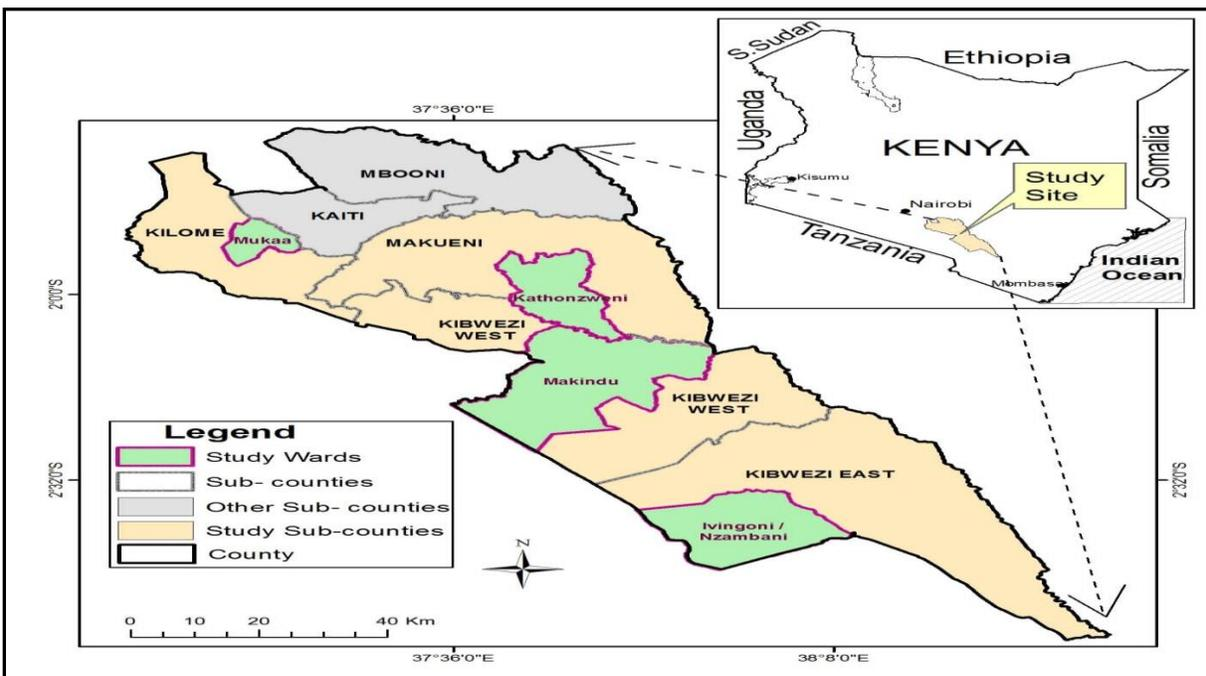 S.Sudan
Ethiopia
Uganda
KENYA
Somalia
Study
Site
Kisumu
Nairobi
Tanzania
Indian
Ocean
Mombasa
37°36'0"E
MBOONI
KAITI
KILOME
Mukaa
MAKUENI
Kathonzweni
KIBWEZI
WEST
Makindu
KIBWEZI
WEST
KIBWEZI EAST
Ivingoni /
Nzambani
2°0'0"S
2°32'0"S
2°32'0"S
Legend
Study Wards
Sub- counties
Other Sub- counties
Study Sub-counties
County
N
0 10 20 40 Km
37°36'0"E
38°8'0"E